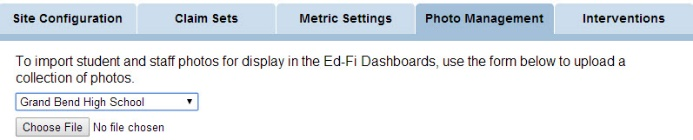 Site Configuration Claim Sets Metric Settings Photo Management Interventions
To import student and staff photos for display in the Ed-Fi Dashboards, use the form below to upload a
collection of photos.
Grand Bend High School
Choose File No file chosen